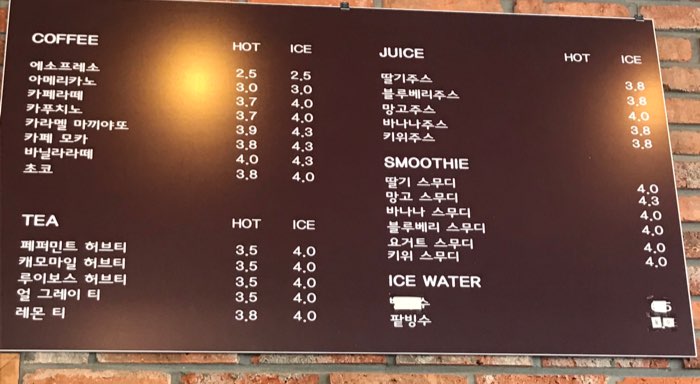 COFFEE HOT ICE
에소프레소 2,5 2,5
아메리카노 3,0 3,0
카페라떼 3,7 4,0
카푸치노 3,7 4,0
카라멜 마끼야또 3,9 4,3
카페 모카 3,8 4,3
바닐라라떼 4,0 4,3
초코 3,8 4,0
TEA HOT ICE
페퍼민트 허브티 3,5 4,0
캐모마일 허브티 3,5 4,0
루이보스 허브티 3,5 4,0
얼 그레이 티 3,5 4,0
레몬 티 3,8 4,0
JUICE HOT ICE
딸기주스 3,8
블루베리주스 3,8
망고주스 4,0
바나나주스 3,8
키위주스 3,8
SMOOTHIE
딸기 스무디 4,0
망고 스무디 4,3
바나나 스무디 4,0
블루베리 스무디 4,0
요거트 스무디 4,0
키위 스무디 4,0
ICE WATER
팥빙수